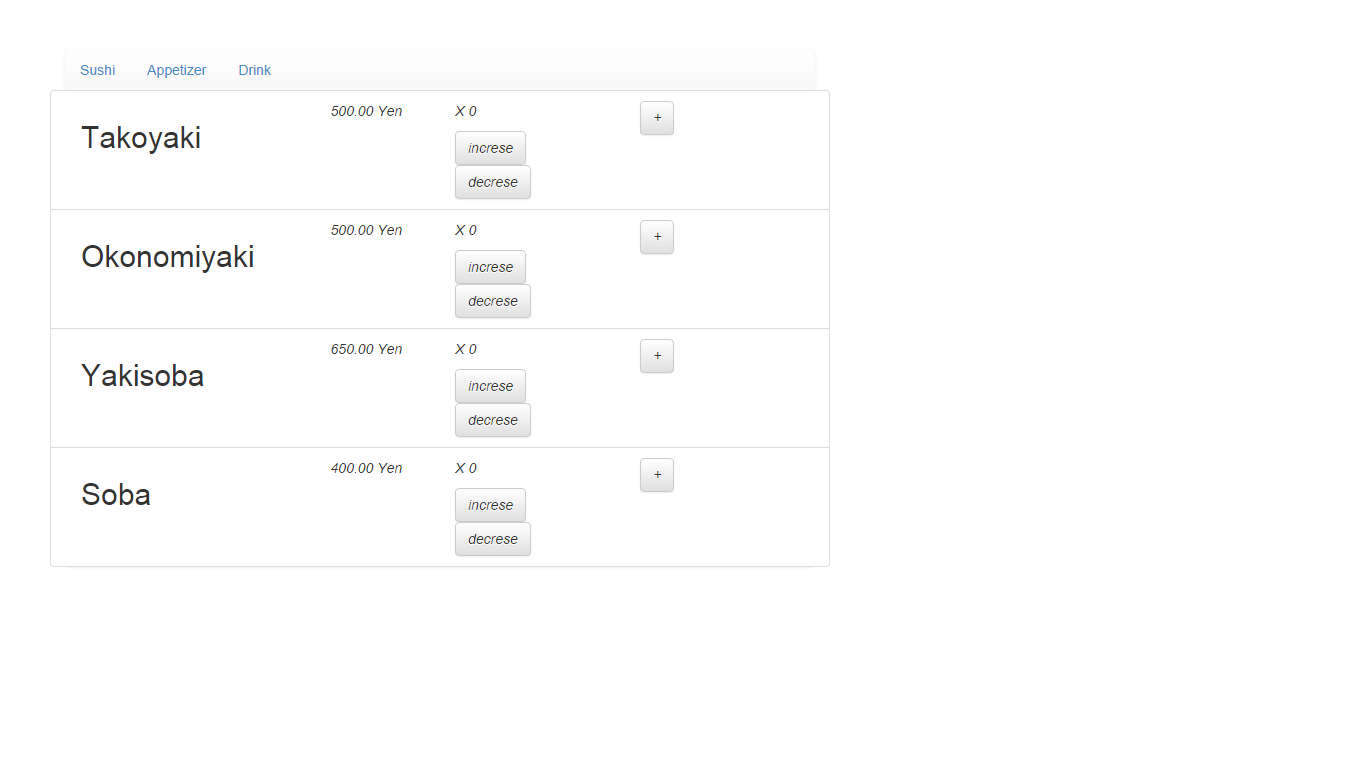 Sushi Appetizer Drink
Takoyaki 500.00 Yen X 0 +
increse
decrese
Okonomiyaki 500.00 Yen X 0 +
increse
decrese
Yakisoba 650.00 Yen X 0 +
increse
decrese
Soba 400.00 Yen X 0 +
increse
decrese